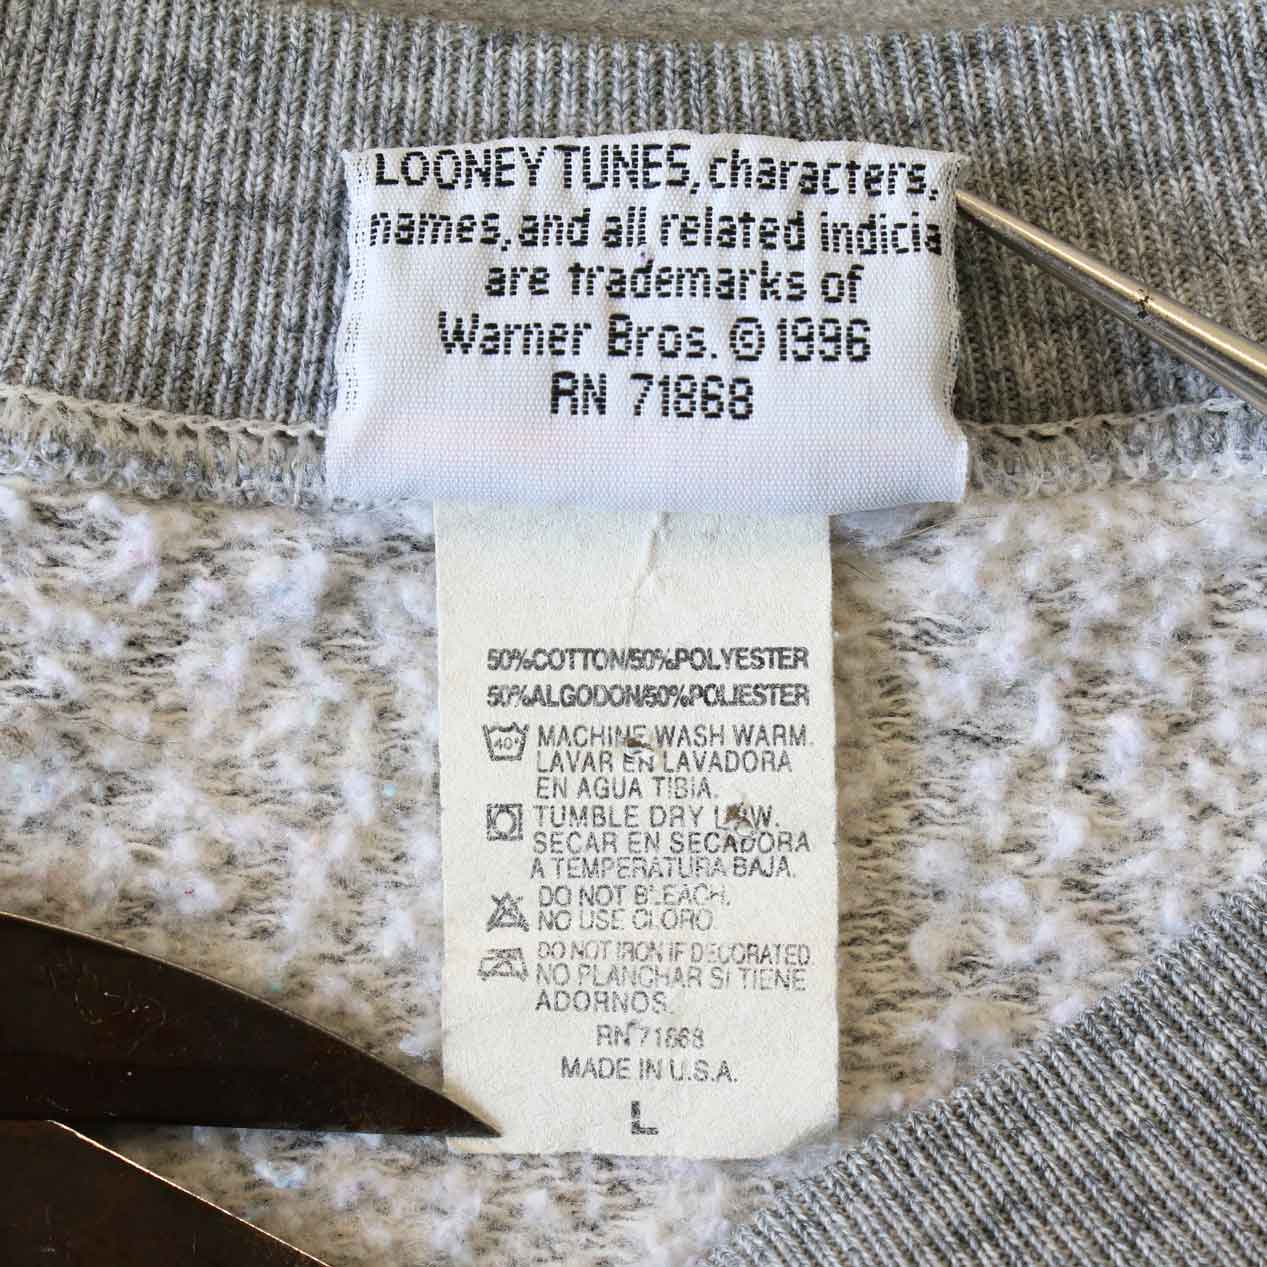 LOONEY TUNES, characters,
names, and all related indicia
are trademarks of
Warner Bros. © 1996
RN 71868
50%COTTON/50%POLYESTER
50%ALGODON/50%POLIESTER
40° MACHINE WASH WARM.
LAVAR EN LAVADORA
EN AGUA TIBIA.
TUMBLE DRY LOW.
SECAR EN SECADORA
A TEMPERATURA BAJA.
DO NOT BLEACH.
NO USE CLORO.
DO NOT IRON IF DECORATED.
NO PLANCHAR SI TIENE
ADORNOS.
RN 71868
MADE IN U.S.A.
L